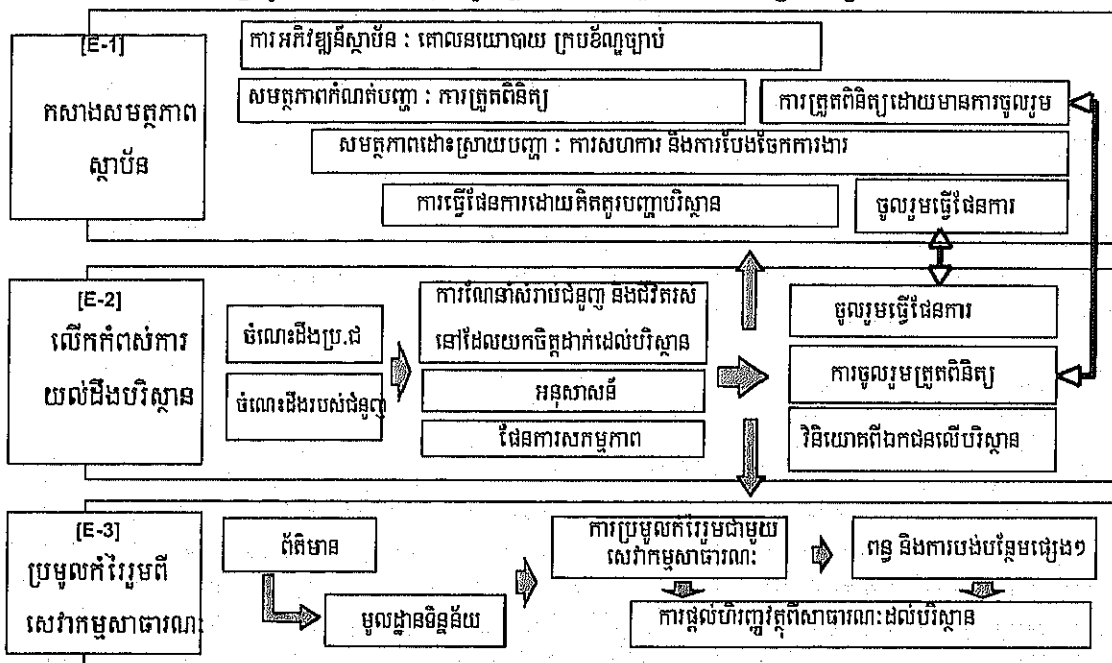 [E-1]
កសាងសមត្ថភាព
ស្ថាប័ន
ការអភិវឌ្ឍន៍ស្ថាប័ន : គោលនយោបាយ ក្របខ័ណ្ឌច្បាប់
សមត្ថភាពកំណត់បញ្ហា : ការត្រួតពិនិត្យ
ការត្រួតពិនិត្យដោយមានការចូលរួម
សមត្ថភាពដោះស្រាយបញ្ហា : ការសហការ និងការបែងចែកការងារ
ការធ្វើផែនការដោយគិតគូរបញ្ហាបរិស្ថាន
ចូលរួមធ្វើផែនការ
[E-2]
លើកកំពស់ការ
យល់ដឹងបរិស្ថាន
ចំណេះដឹងប្រ.ជ
ចំណេះដឹងរបស់ជំនួញ
ការណែនាំសំរាប់ជំនួញ និងជីវិតរស់
នៅដែលយកចិត្តដាក់ដល់បរិស្ថាន
អនុសាសន៍
ផែនការសកម្មភាព
ចូលរួមធ្វើផែនការ
ការចូលរួមត្រួតពិនិត្យ
វិនិយោគពីឯកជនលើបរិស្ថាន
[E-3]
ប្រមូលកំរៃរួមពី
សេវាកម្មសាធារណៈ
ព័ត៌មាន
មូលដ្ឋានទិន្នន័យ
ការប្រមូលកំរៃរួមជាមួយ
សេវាកម្មសាធារណៈ
ពន្ធ និងការបង់បន្ថែមផ្សេងៗ
ការផ្តល់ហិរញ្ញវត្ថុពីសាធារណៈដល់បរិស្ថាន